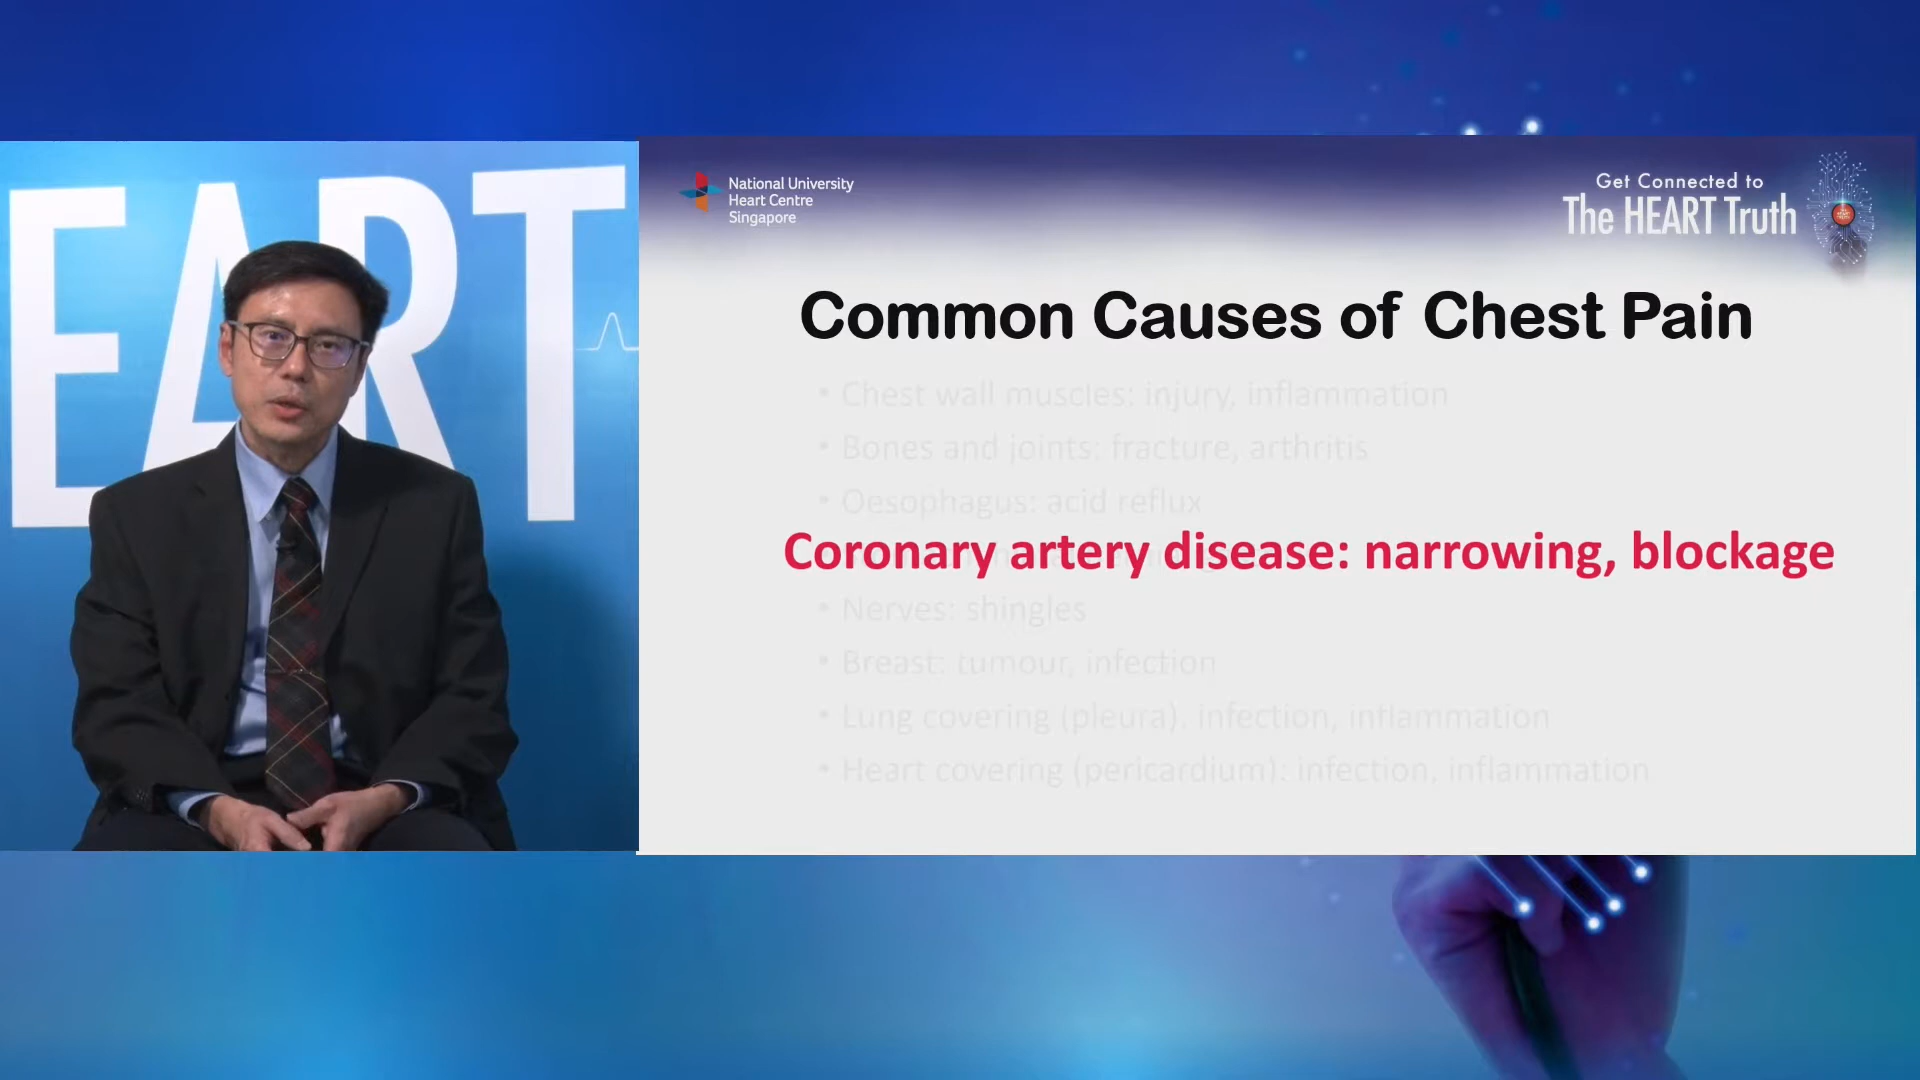 EART
National University
Heart Centre
Singapore
Get Connected to
The HEART Truth
Common Causes of Chest Pain
• Chest wall muscles: injury, inflammation
• Bones and joints: fracture, arthritis
• Oesophagus: acid reflux
Coronary artery disease: narrowing, blockage
• Nerves: shingles
• Breast: tumour, infection
• Lung covering (pleura): infection, inflammation
• Heart covering (pericardium): infection, inflammation